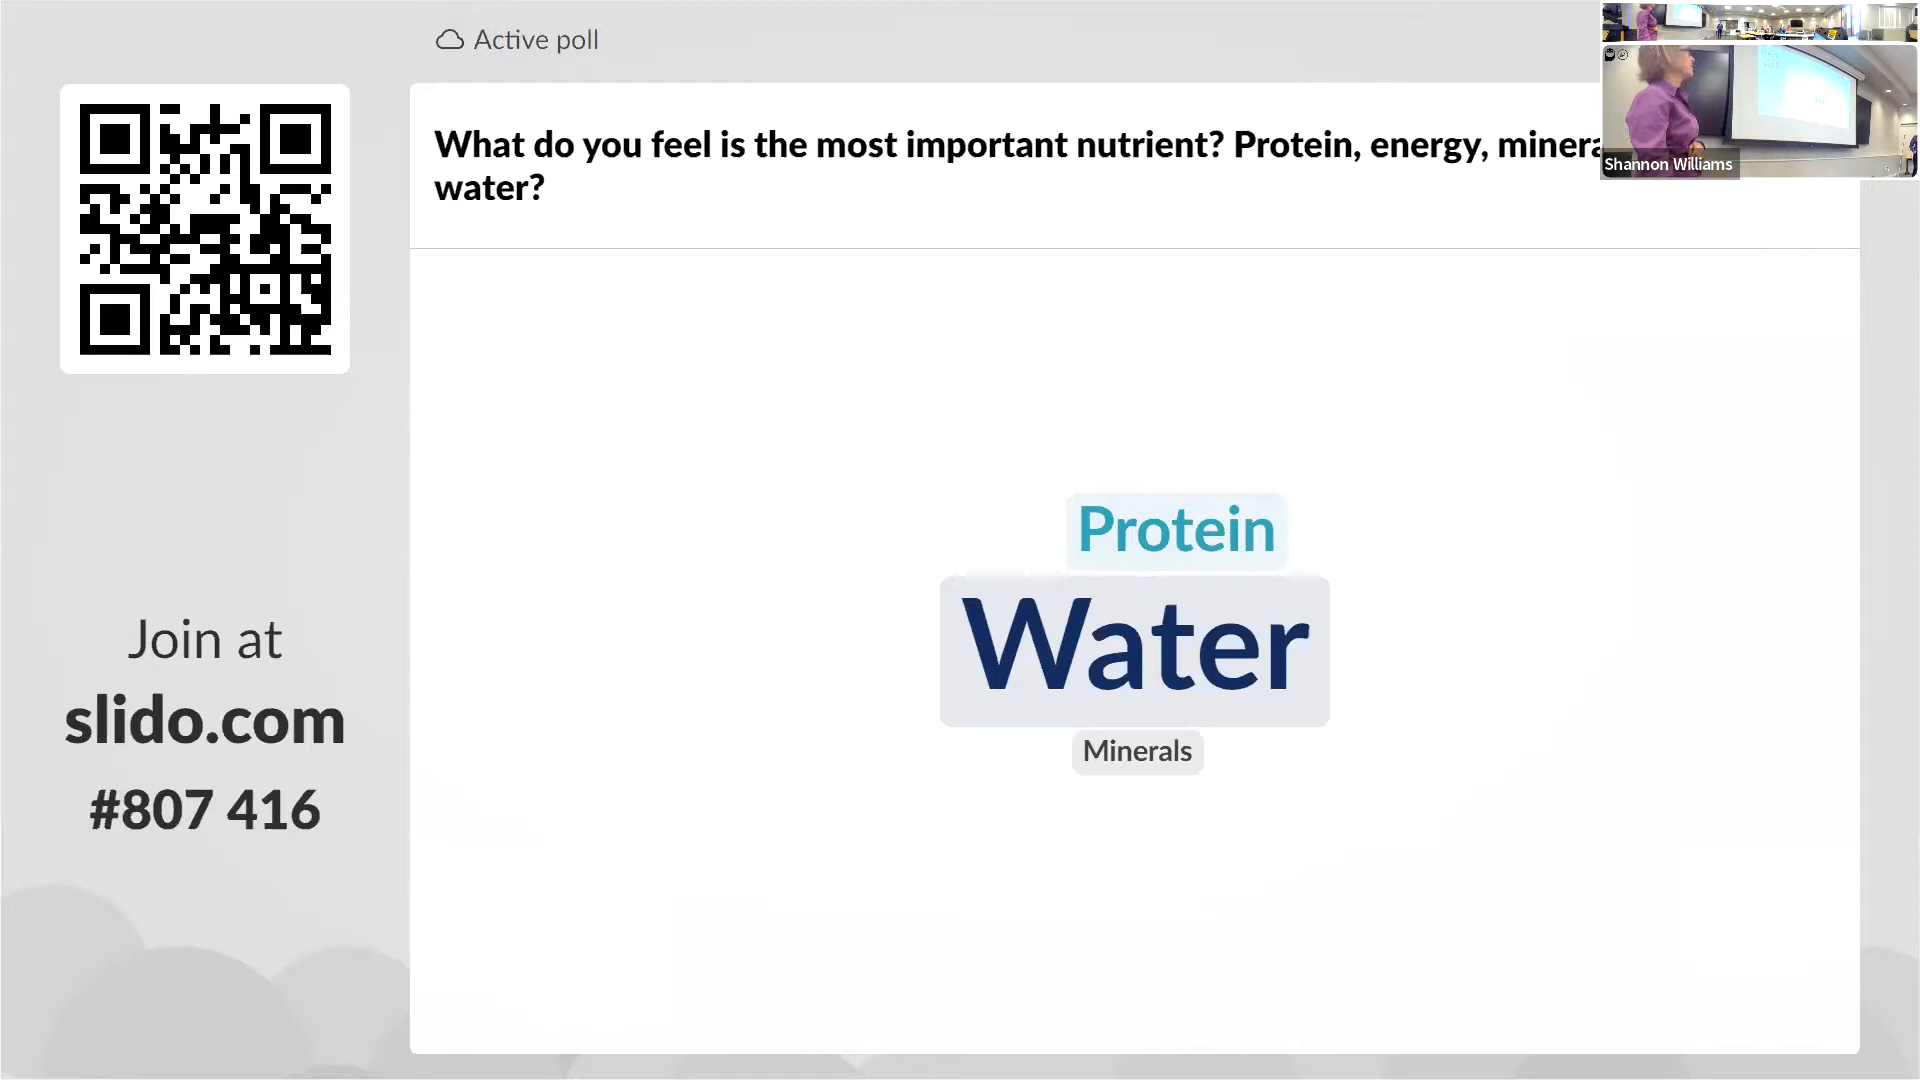 Active poll
What do you feel is the most important nutrient? Protein, energy,
water?
Shannon Williams
Protein
Water
Minerals
Join at
slido.com
#807 416